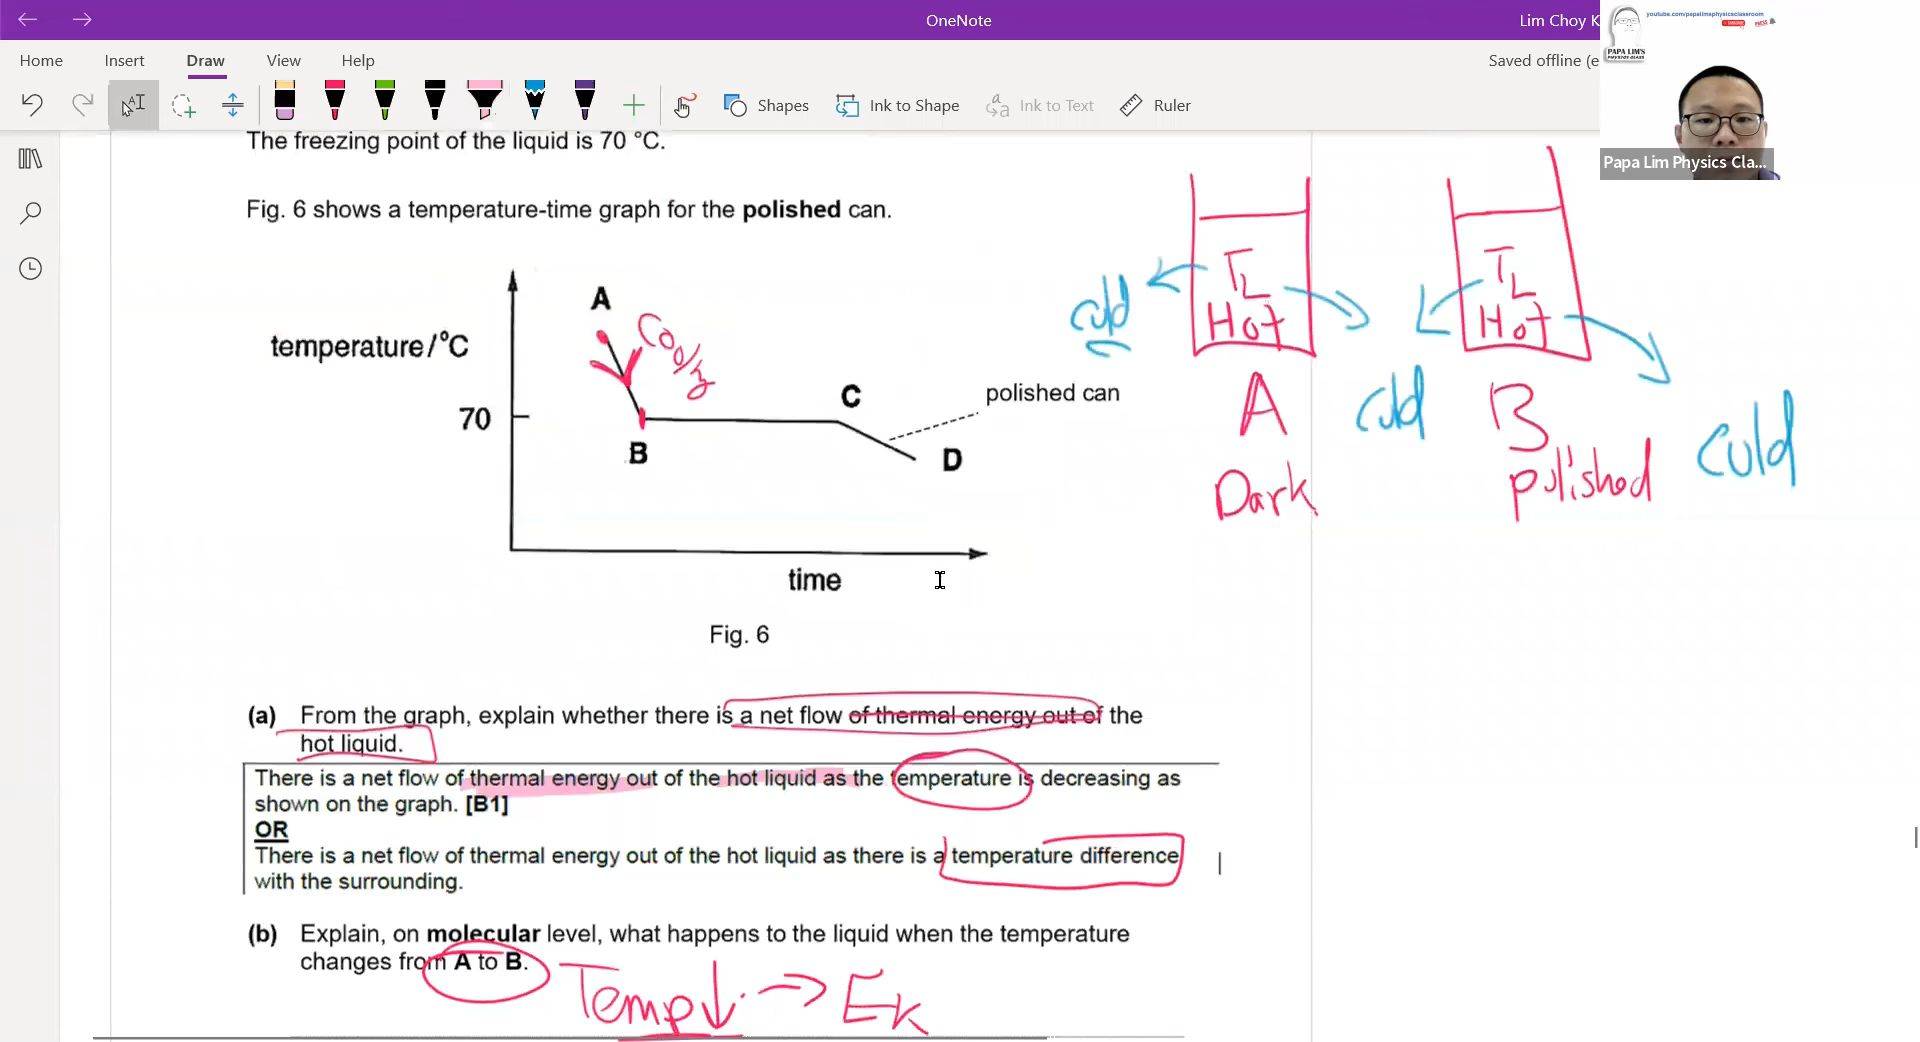 OneNote
Lim Choy K
youtube.com/papalimsphysicsclassroom
PAPA LIM'S
PHYSICS CLASS
Home
Insert
Draw
View
Help
Saved offline (e
Shapes
Ink to Shape
Ink to Text
Ruler
Papa Lim Physics Cla...
The freezing point of the liquid is 70 °C.
Fig. 6 shows a temperature-time graph for the polished can.
A
temperature/°C
70
B
C
D
polished can
time
Fig. 6
cold
TL
Hot
A
Dark
cold
TL
Hot
B
polished
cold
(a) From the graph, explain whether there is a net flow of thermal energy out of the
hot liquid.
There is a net flow of thermal energy out of the hot liquid as the temperature is decreasing as
shown on the graph. [B1]
OR
There is a net flow of thermal energy out of the hot liquid as there is a temperature difference
with the surrounding.
(b) Explain, on molecular level, what happens to the liquid when the temperature
changes from A to B.
Temp↓ → Ek